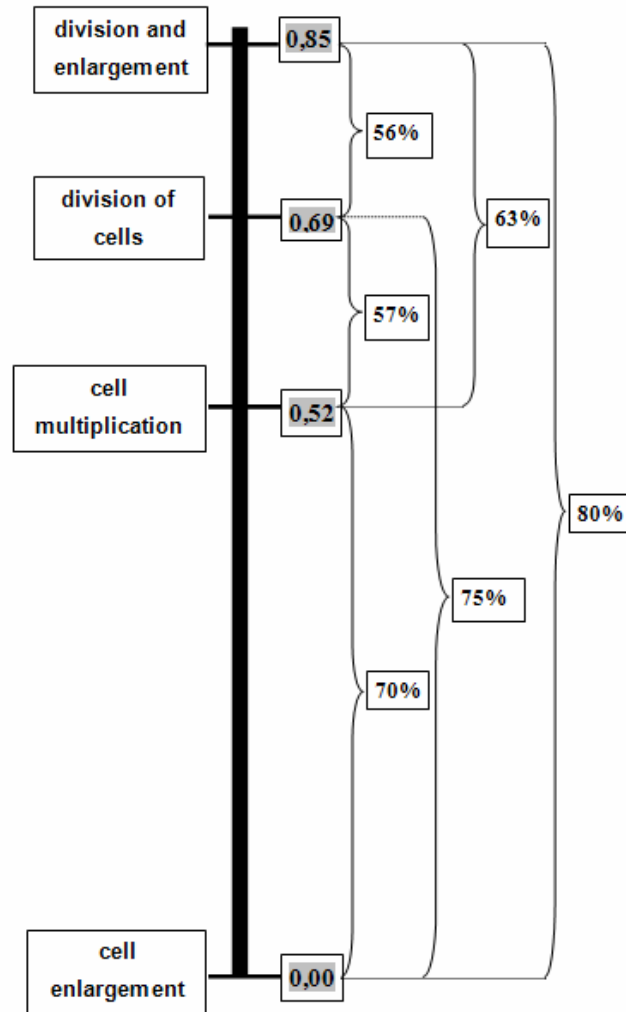 division and
enlargement
0,85
56%
division of
cells
0,69
63%
57%
cell
multiplication
0,52
80%
75%
70%
cell
enlargement
0,00